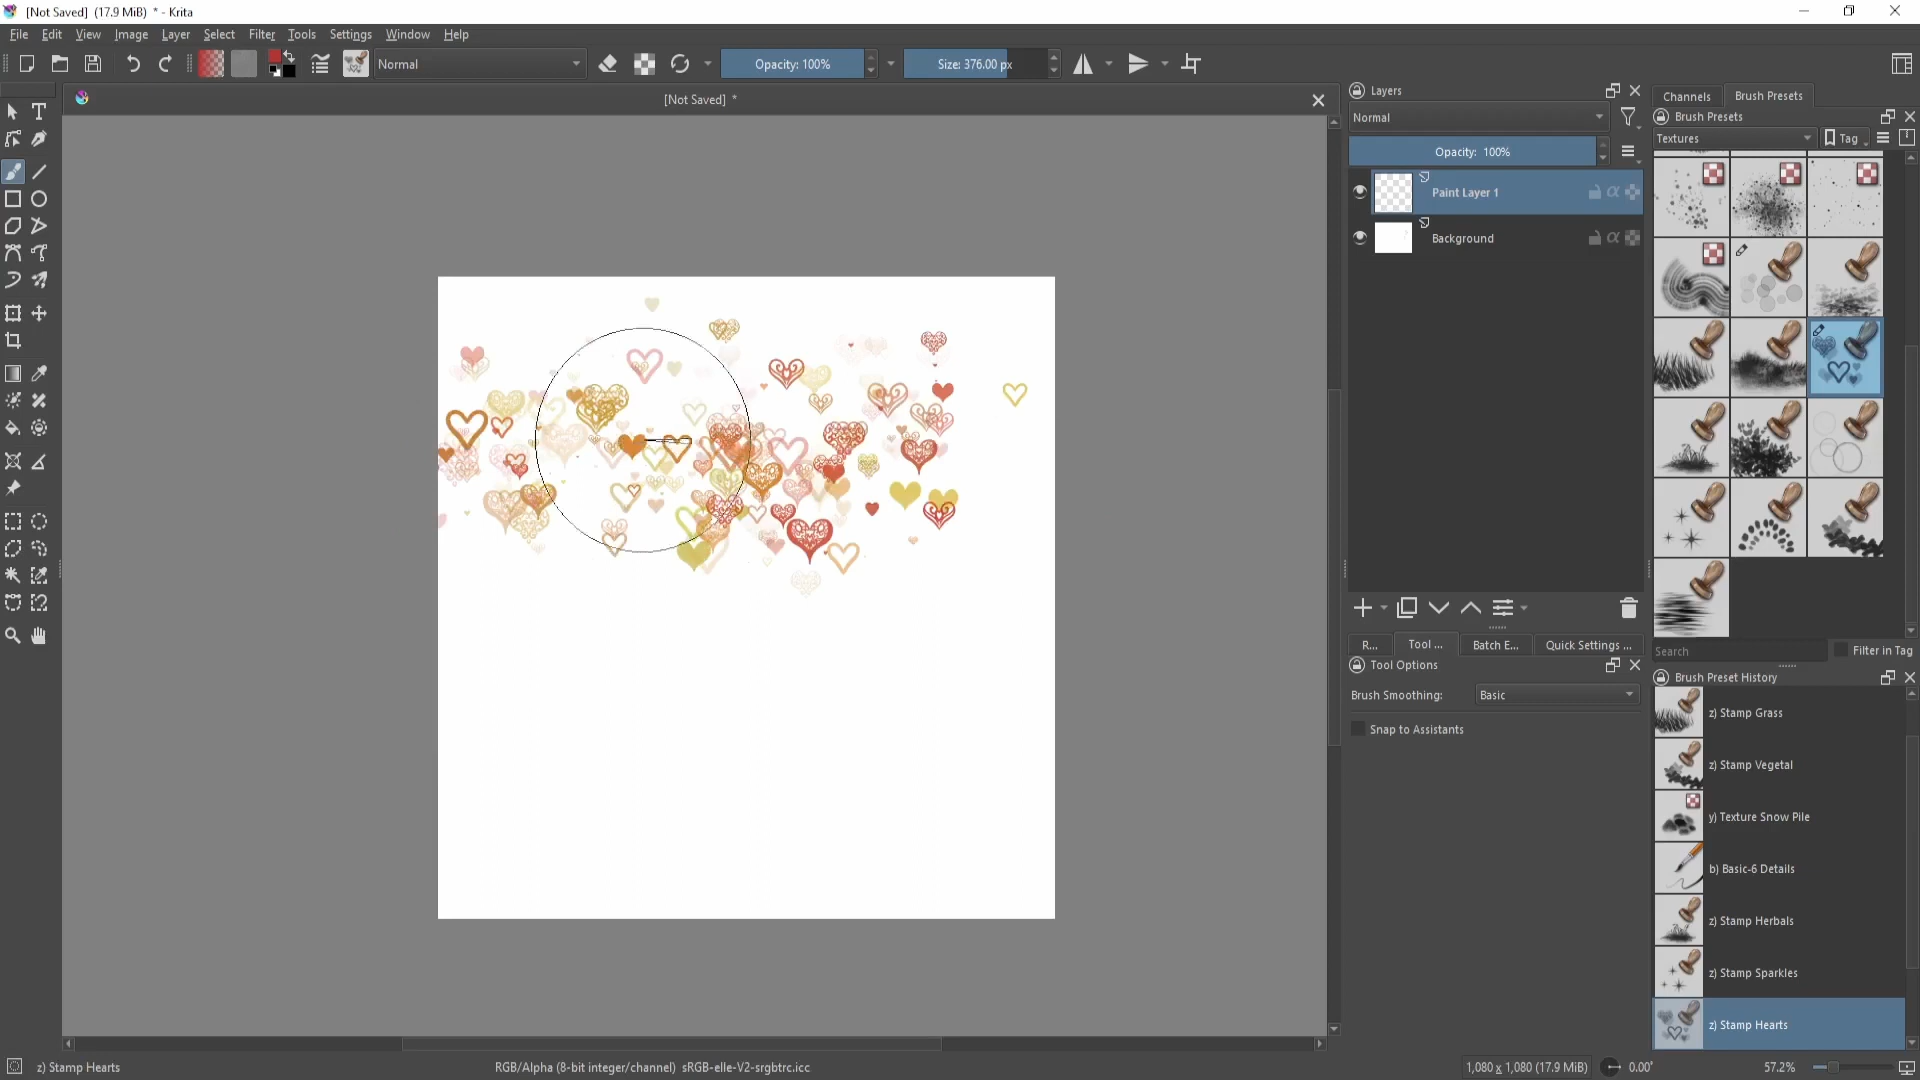 [Not Saved]  (17.9 MiB)  * - Krita
File Edit View Image Layer Select Filter Tools Settings Window Help
Normal Opacity: 100% Size: 376.00 px
[Not Saved] *
Layers
Normal
Opacity: 100%
Paint Layer 1
Background
R... Tool ... Batch E... Quick Settings ...
Tool Options
Brush Smoothing: Basic
Snap to Assistants
Channels Brush Presets
Brush Presets
Textures Tag
Search Filter in Tag
Brush Preset History
z) Stamp Grass
z) Stamp Vegetal
y) Texture Snow Pile
b) Basic-6 Details
z) Stamp Herbals
z) Stamp Sparkles
z) Stamp Hearts
z) Stamp Hearts RGB/Alpha (8-bit integer/channel)  sRGB-elle-V2-srgbtrc.icc 1,080 x 1,080 (17.9 MiB) 0.00° 57.2%